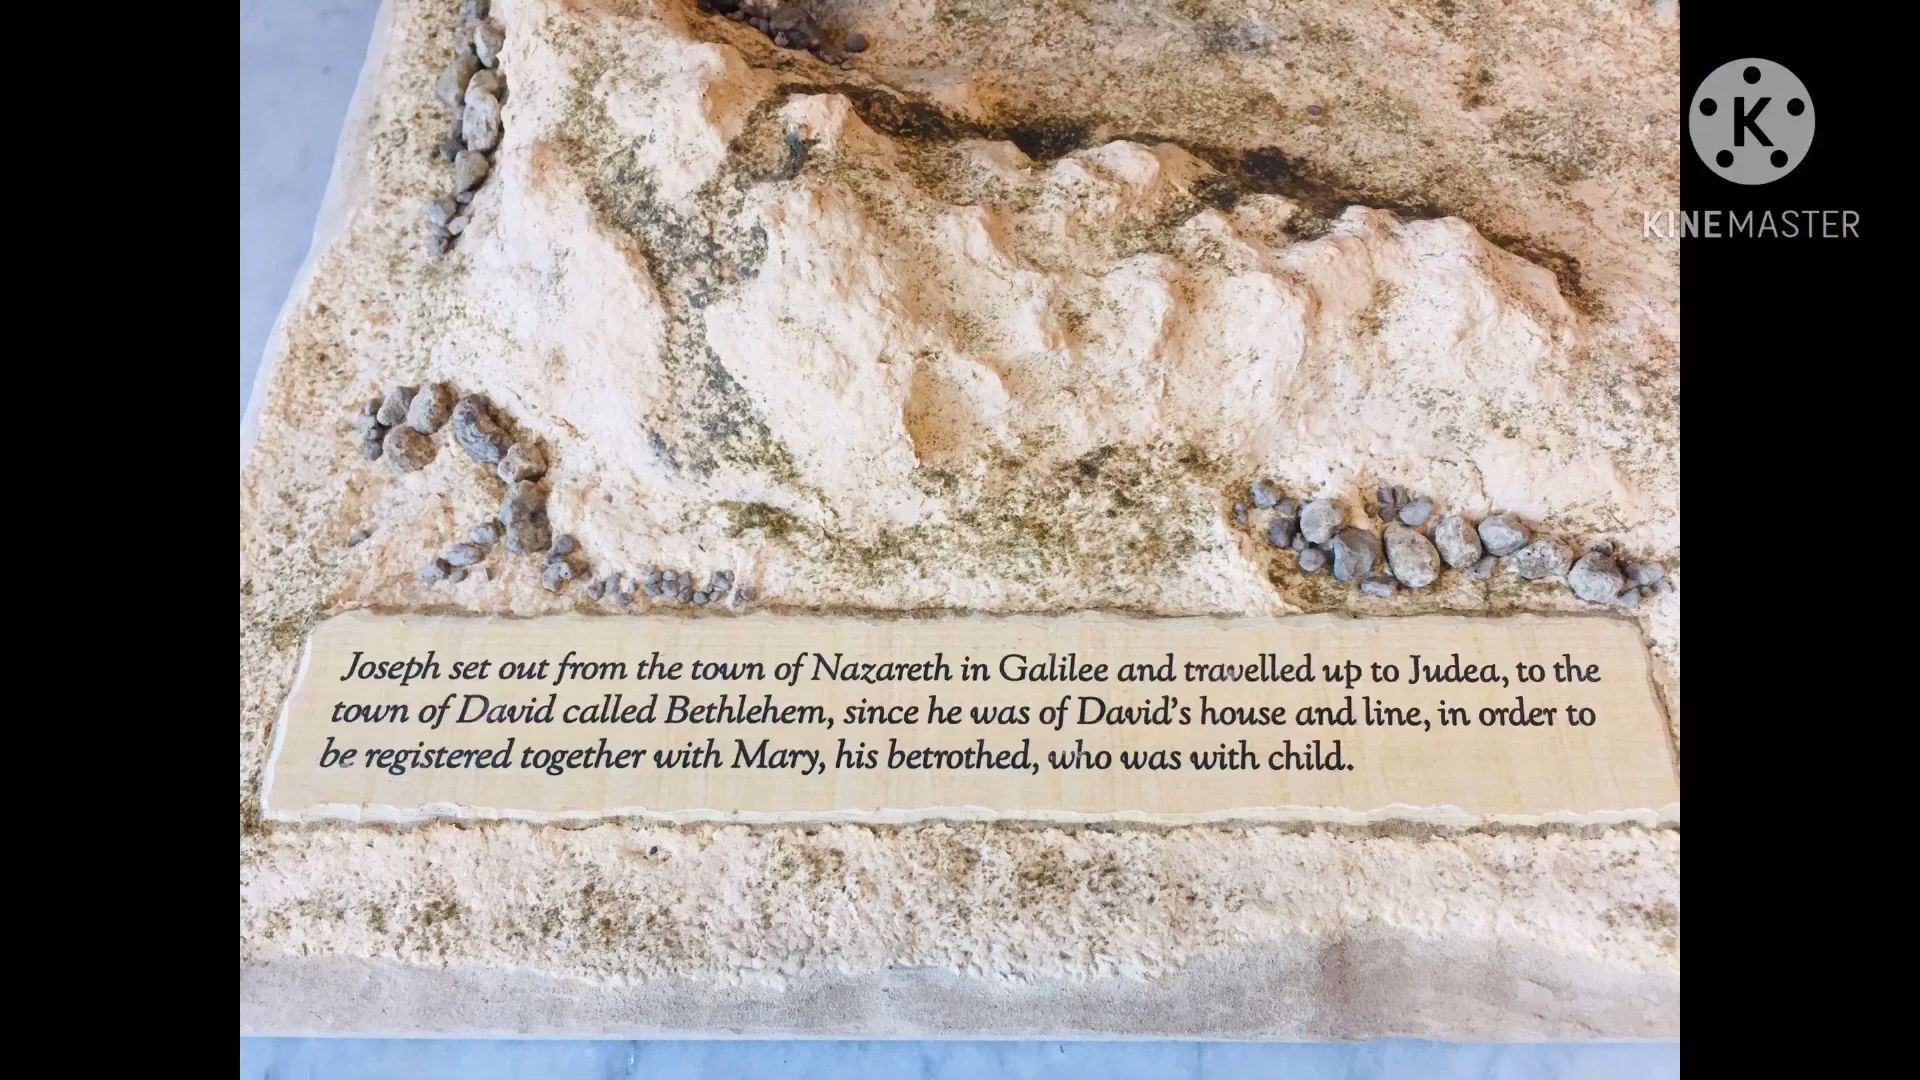 K
KINEMASTER
Joseph set out from the town of Nazareth in Galilee and travelled up to Judea, to the
town of David called Bethlehem, since he was of David's house and line, in order to
be registered together with Mary, his betrothed, who was with child.